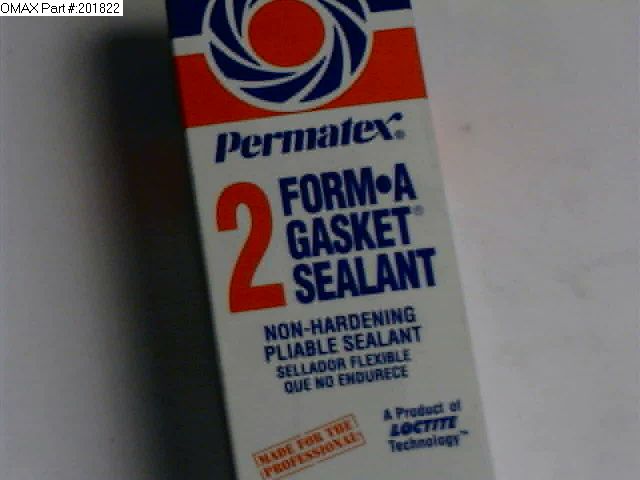 OMAX Part #:201822
Permatex®
2
FORM•A
GASKET®
SEALANT
NON-HARDENING
PLIABLE SEALANT
SELLADOR FLEXIBLE
QUE NO ENDURECE
MADE FOR THE
PROFESSIONAL
A Product of
LOCTITE
Technology™